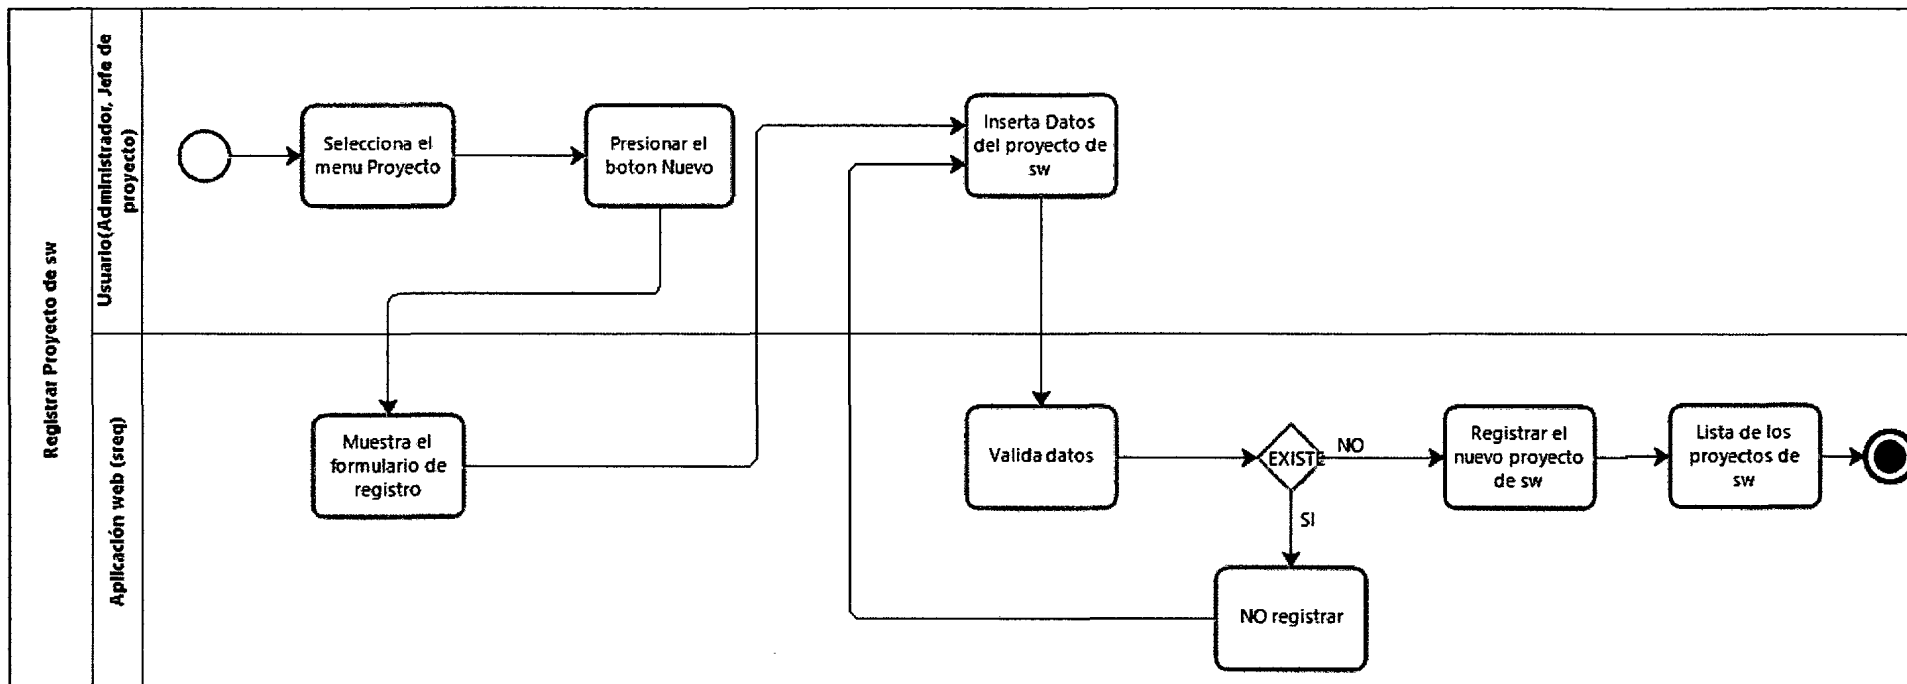 Registrar Proyecto de sw
Usuario(Administrador, Jefe de
proyecto)
Selecciona el
menu Proyecto
Presionar el
boton Nuevo
Inserta Datos
del proyecto de
sw
Aplicación web (sreq)
Muestra el
formulario de
registro
Valida datos
EXISTE
NO
SI
Registrar el
nuevo proyecto
de sw
Lista de los
proyectos de
sw
NO registrar